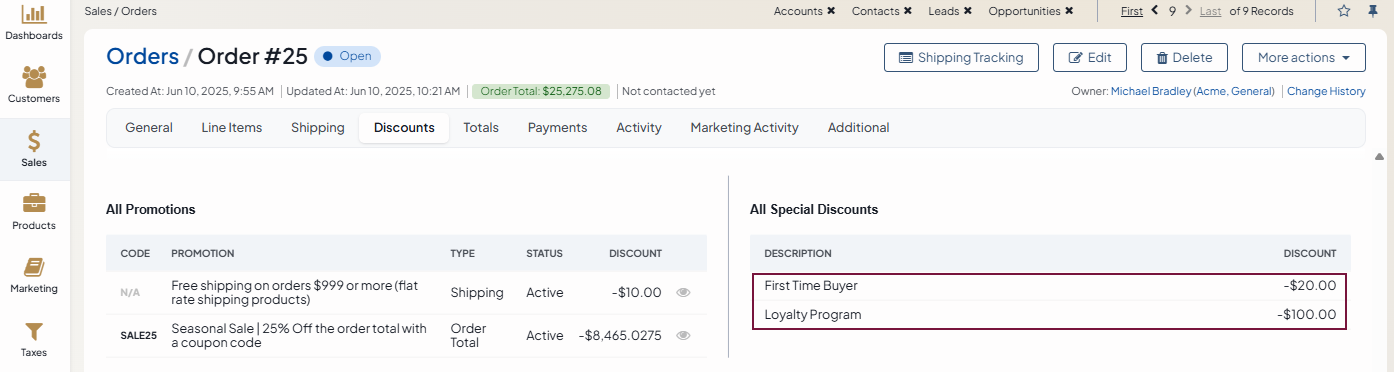 Dashboards
Customers
Sales
Products
Marketing
Taxes
Sales / Orders
Accounts ✖ Contacts ✖ Leads ✖ Opportunities ✖ First 9 Last of 9 Records
Orders / Order #25 Open
Shipping Tracking Edit Delete More actions
Created At: Jun 10, 2025, 9:55 AM Updated At: Jun 10, 2025, 10:21 AM Order Total: $25,275.08 Not contacted yet
Owner: Michael Bradley (Acme, General) Change History
General Line Items Shipping Discounts Totals Payments Activity Marketing Activity Additional
All Promotions
CODE PROMOTION TYPE STATUS DISCOUNT
N/A Free shipping on orders $999 or more (flat
rate shipping products) Shipping Active -$10.00
SALE25 Seasonal Sale | 25% Off the order total with
a coupon code Order
Total Active -$8,465.0275
All Special Discounts
DESCRIPTION DISCOUNT
First Time Buyer -$20.00
Loyalty Program -$100.00